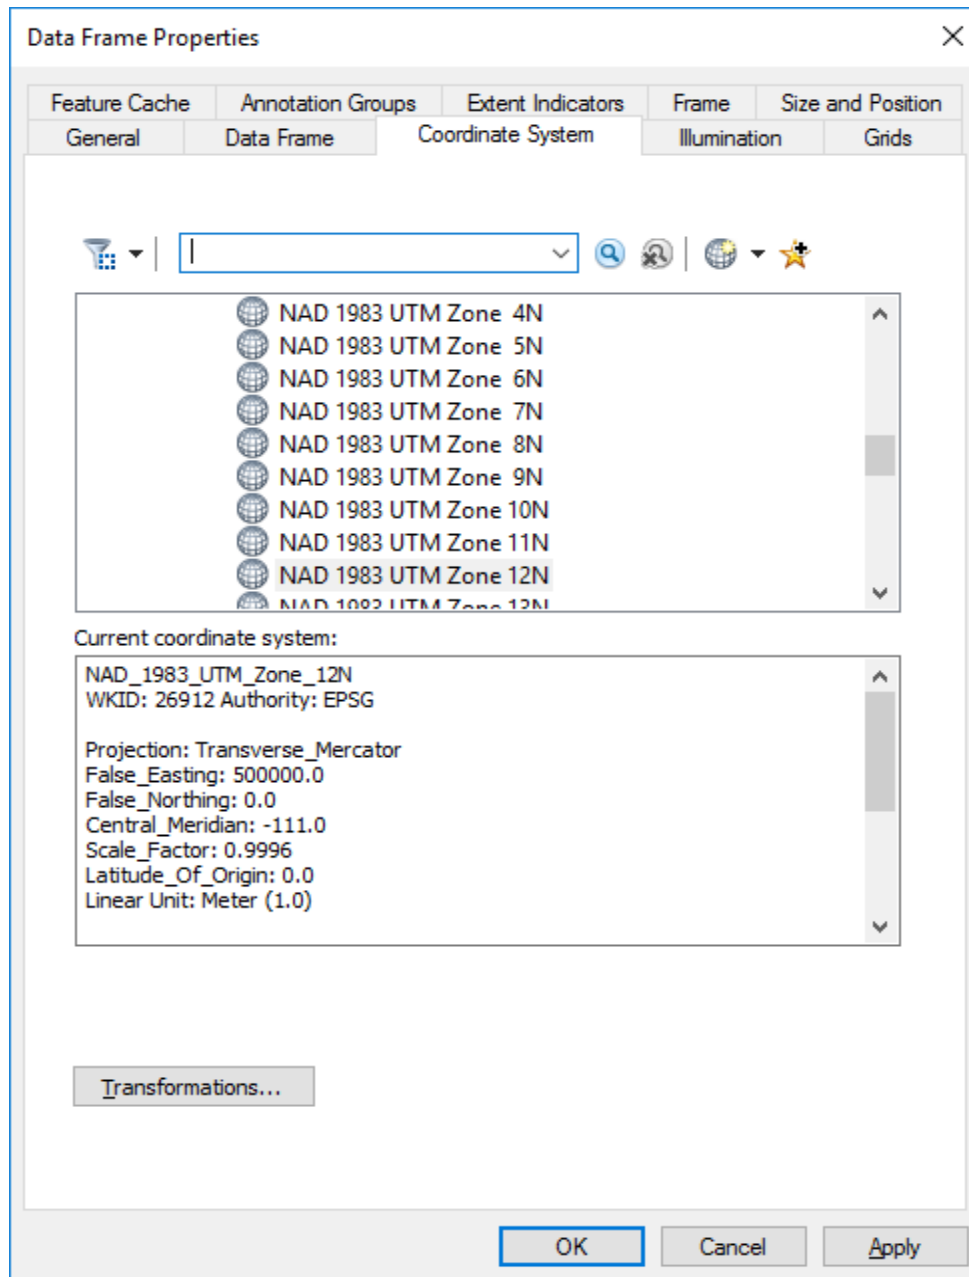 Data Frame Properties
Feature Cache Annotation Groups Extent Indicators Frame Size and Position
General Data Frame Coordinate System Illumination Grids
NAD 1983 UTM Zone 4N
NAD 1983 UTM Zone 5N
NAD 1983 UTM Zone 6N
NAD 1983 UTM Zone 7N
NAD 1983 UTM Zone 8N
NAD 1983 UTM Zone 9N
NAD 1983 UTM Zone 10N
NAD 1983 UTM Zone 11N
NAD 1983 UTM Zone 12N
NAD 1983 UTM Zone 13N
Current coordinate system:
NAD_1983_UTM_Zone_12N
WKID: 26912 Authority: EPSG
Projection: Transverse_Mercator
False_Easting: 500000.0
False_Northing: 0.0
Central_Meridian: -111.0
Scale_Factor: 0.9996
Latitude_Of_Origin: 0.0
Linear Unit: Meter (1.0)
Transformations...
OK Cancel Apply